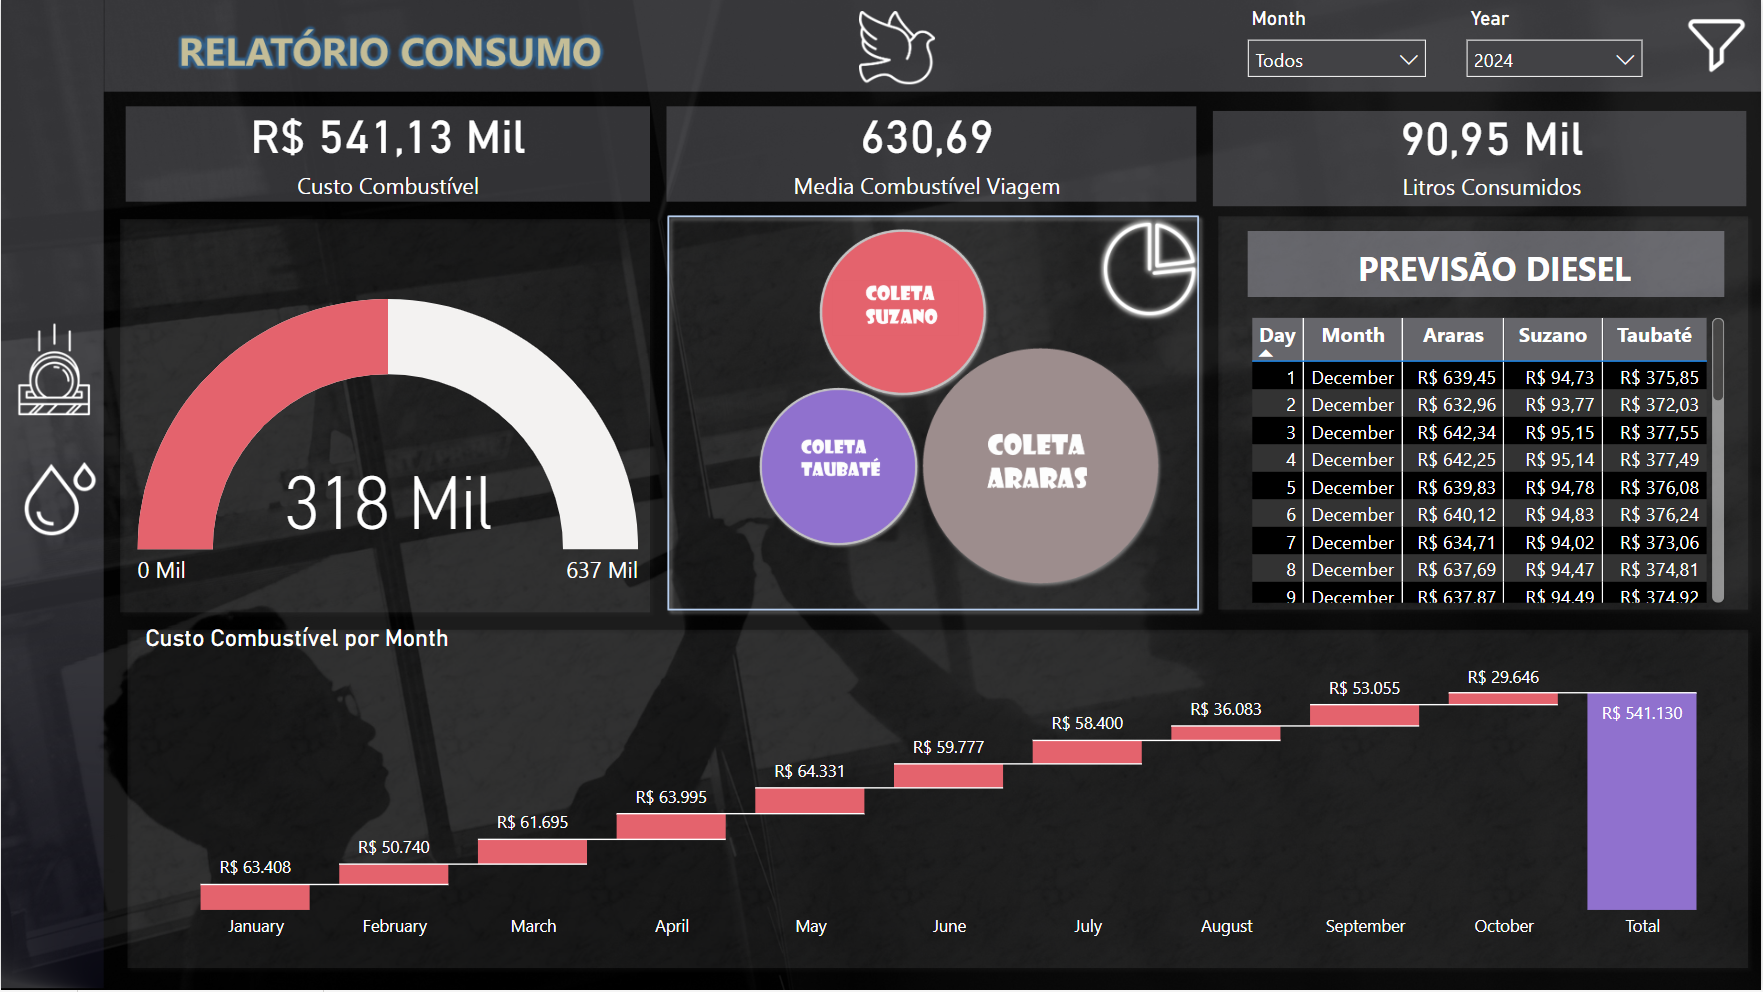 RELATÓRIO CONSUMO
Month
Todos
Year
2024
R$ 541,13 Mil
Custo Combustível
630,69
Media Combustível Viagem
90,95 Mil
Litros Consumidos
318 Mil
0 Mil
637 Mil
COLETA
SUZANO
COLETA
TAUBATÉ
COLETA
ARARAS
PREVISÃO DIESEL
Day Month Araras Suzano Taubaté
1 December R$ 639,45 R$ 94,73 R$ 375,85
2 December R$ 632,96 R$ 93,77 R$ 372,03
3 December R$ 642,34 R$ 95,15 R$ 377,55
4 December R$ 642,25 R$ 95,14 R$ 377,49
5 December R$ 639,83 R$ 94,78 R$ 376,08
6 December R$ 640,12 R$ 94,83 R$ 376,24
7 December R$ 634,71 R$ 94,02 R$ 373,06
8 December R$ 637,69 R$ 94,47 R$ 374,81
9 December R$ 637,87 R$ 94,49 R$ 374,92
Custo Combustível por Month
R$ 63.408
R$ 50.740
R$ 61.695
R$ 63.995
R$ 64.331
R$ 59.777
R$ 58.400
R$ 36.083
R$ 53.055
R$ 29.646
R$ 541.130
January February March April May June July August September October Total